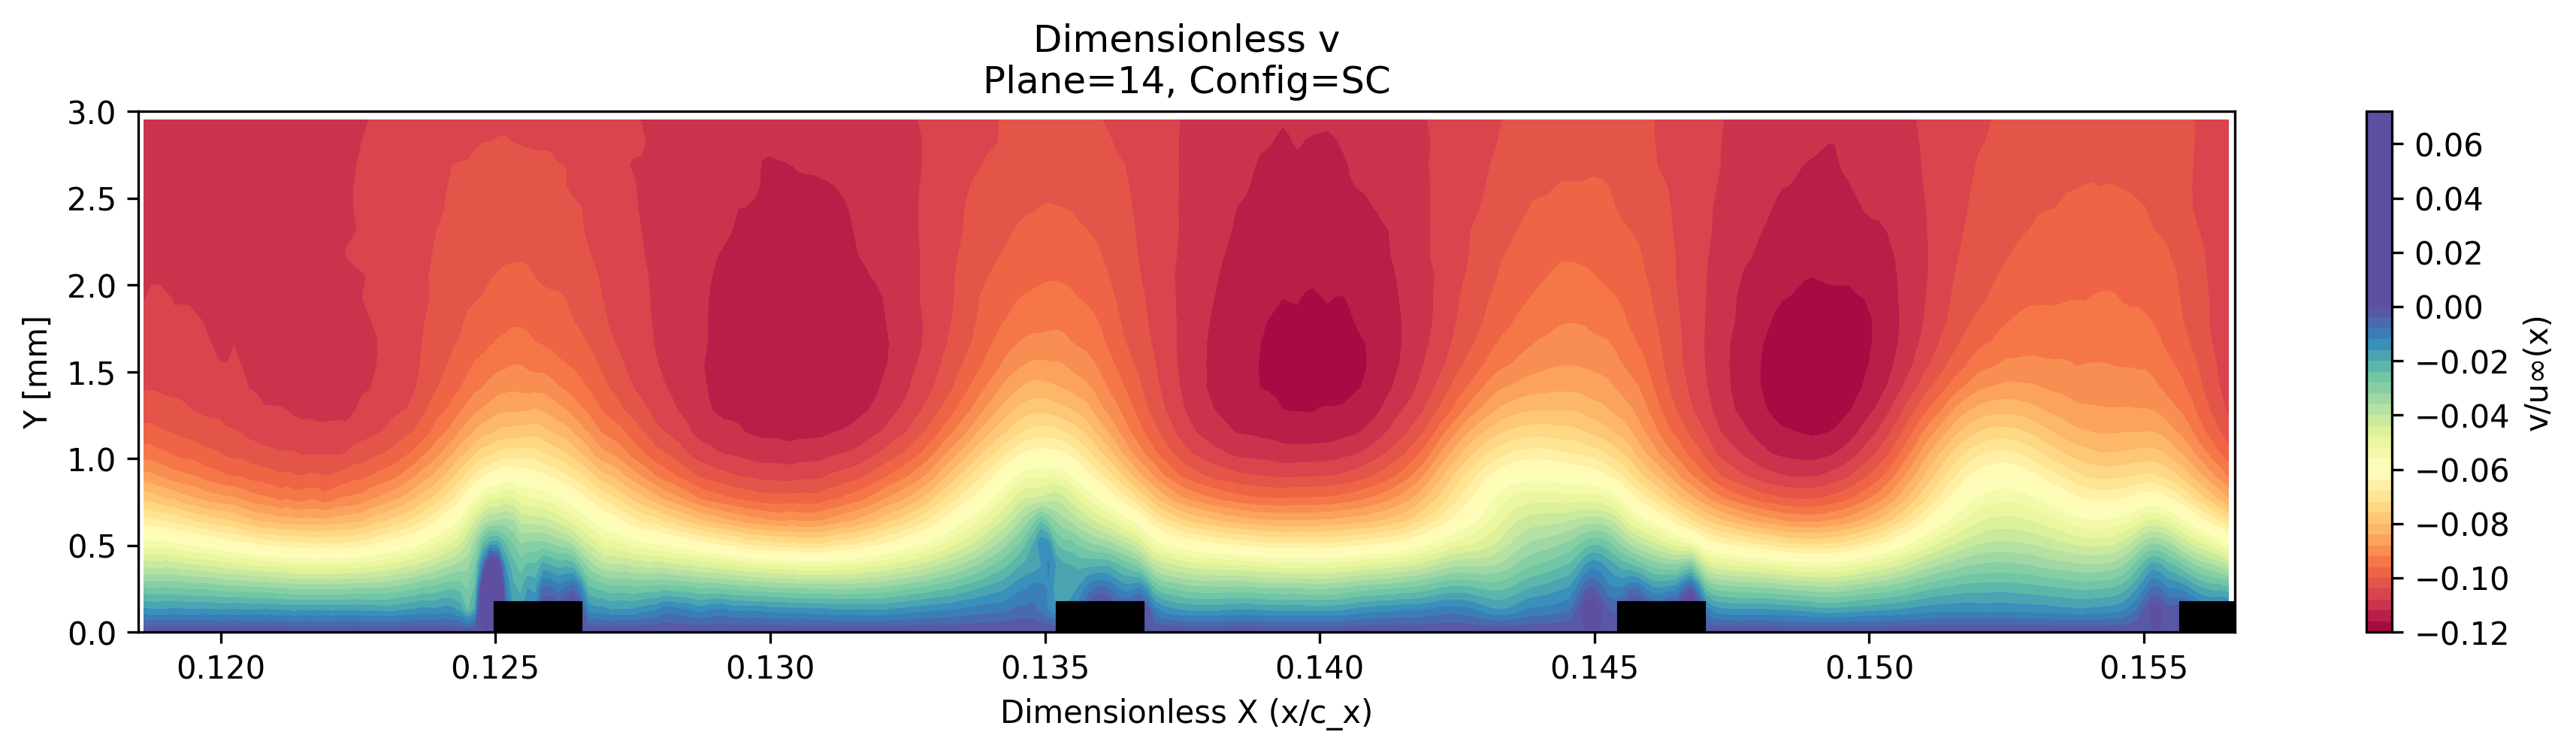 Dimensionless v
Plane=14, Config=SC
3.0
2.5
2.0
1.5
1.0
0.5
0.0
Y [mm]
0.120 0.125 0.130 0.135 0.140 0.145 0.150 0.155
Dimensionless X (x/c_x)
0.06
0.04
0.02
0.00
−0.02
−0.04
−0.06
−0.08
−0.10
−0.12
v/u∞(x)